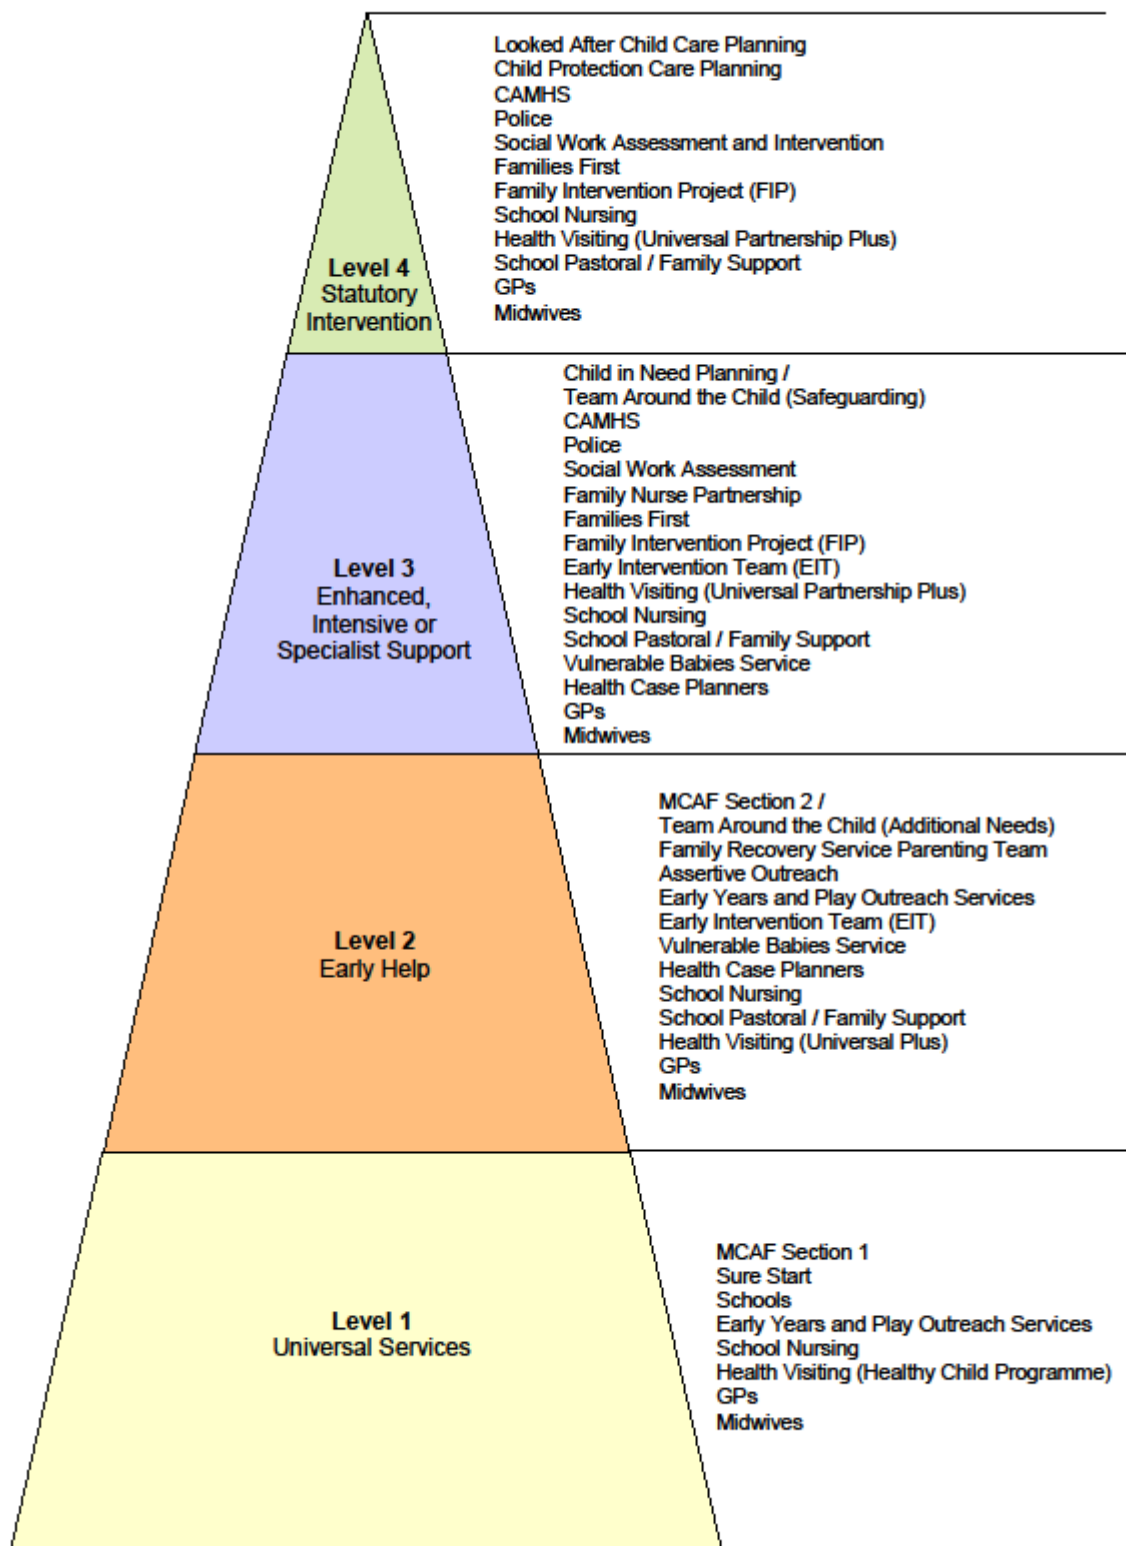 Looked After Child Care Planning
Child Protection Care Planning
CAMHS
Police
Social Work Assessment and Intervention
Families First
Family Intervention Project (FIP)
School Nursing
Health Visiting (Universal Partnership Plus)
School Pastoral / Family Support
GPs
Midwives
Level 4
Statutory
Intervention
Child in Need Planning /
Team Around the Child (Safeguarding)
CAMHS
Police
Social Work Assessment
Family Nurse Partnership
Families First
Family Intervention Project (FIP)
Early Intervention Team (EIT)
Health Visiting (Universal Partnership Plus)
School Nursing
School Pastoral / Family Support
Vulnerable Babies Service
Health Case Planners
GPs
Midwives
Level 3
Enhanced,
Intensive or
Specialist Support
MCAF Section 2 /
Team Around the Child (Additional Needs)
Family Recovery Service Parenting Team
Assertive Outreach
Early Years and Play Outreach Services
Early Intervention Team (EIT)
Vulnerable Babies Service
Health Case Planners
School Nursing
School Pastoral / Family Support
Health Visiting (Universal Plus)
GPs
Midwives
Level 2
Early Help
MCAF Section 1
Sure Start
Schools
Early Years and Play Outreach Services
School Nursing
Health Visiting (Healthy Child Programme)
GPs
Midwives
Level 1
Universal Services